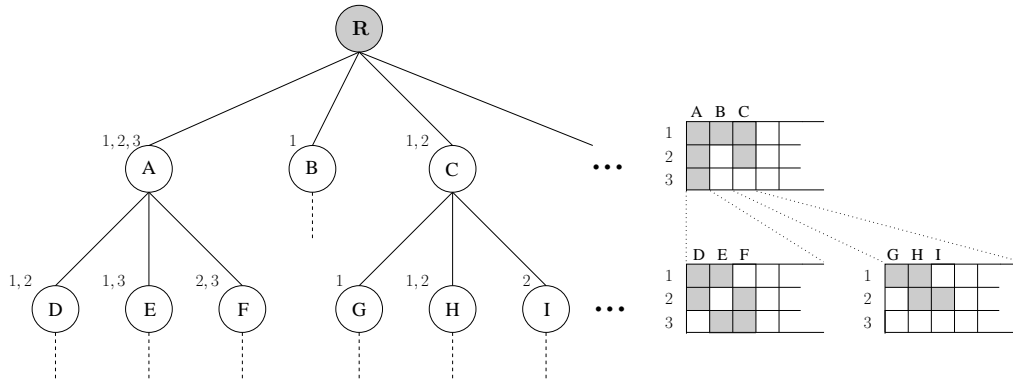 R
A B C
1, 2, 3 1 1, 2
1
A B C ...
2
3
D E F G H I
1, 2 1, 3 2, 3 1 1, 2 2
1 1
D E F G H I ...
2 2
3 3